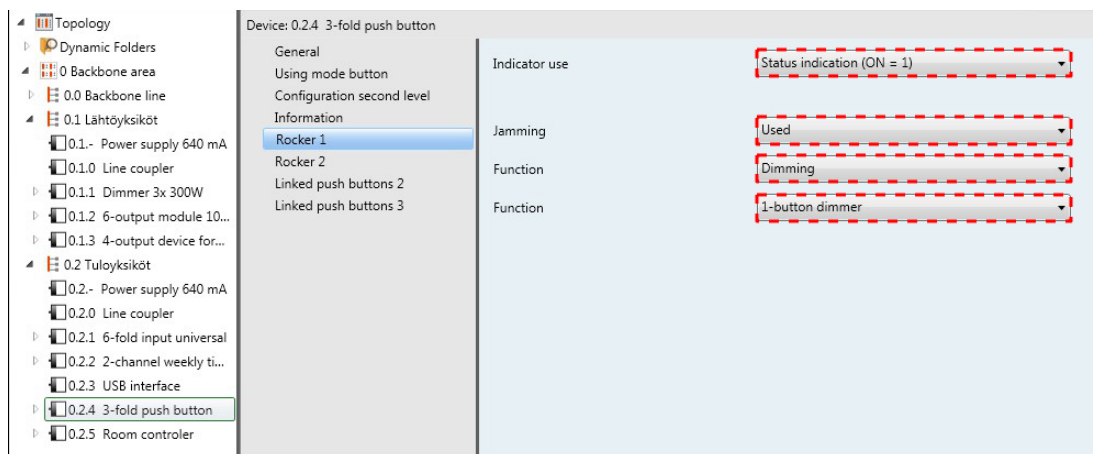 Topology
Dynamic Folders
0 Backbone area
0.0 Backbone line
0.1 Lähtöyksiköt
0.1.- Power supply 640 mA
0.1.0 Line coupler
0.1.1 Dimmer 3x 300W
0.1.2 6-output module 10...
0.1.3 4-output device for...
0.2 Tuloyksiköt
0.2.- Power supply 640 mA
0.2.0 Line coupler
0.2.1 6-fold input universal
0.2.2 2-channel weekly ti...
0.2.3 USB interface
0.2.4 3-fold push button
0.2.5 Room controler
Device: 0.2.4 3-fold push button
General
Using mode button
Configuration second level
Information
Rocker 1
Rocker 2
Linked push buttons 2
Linked push buttons 3
Indicator use Status indication (ON = 1)
Jamming Used
Function Dimming
Function 1-button dimmer